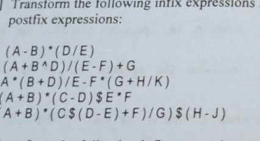 Transform the following infix expressions
postfix expressions:
(A-B)*(D/E)
(A+B^D)/(E-F)+G
A*(B+D)/E-F*(G+H/K)
(A+B)*(C-D)$E*F
A+B)*(C$(D-E)+F)/G)$(H-J)